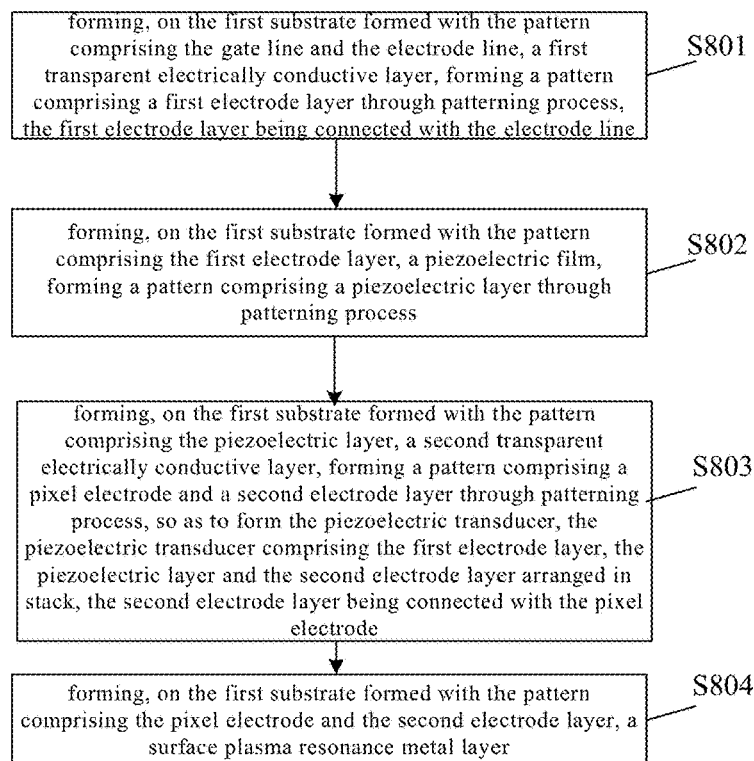 forming, on the first substrate formed with the pattern
comprising the gate line and the electrode line, a first
transparent electrically conductive layer, forming a pattern
comprising a first electrode layer through patterning process,
the first electrode layer being connected with the electrode line
S801
forming, on the first substrate formed with the pattern
comprising the first electrode layer, a piezoelectric film,
forming a pattern comprising a piezoelectric layer through
patterning process
S802
forming, on the first substrate formed with the pattern
comprising the piezoelectric layer, a second transparent
electrically conductive layer, forming a pattern comprising a
pixel electrode and a second electrode layer through patterning
process, so as to form the piezoelectric transducer, the
piezoelectric transducer comprising the first electrode layer, the
piezoelectric layer and the second electrode layer arranged in
stack, the second electrode layer being connected with the pixel
electrode
S803
forming, on the first substrate formed with the pattern
comprising the pixel electrode and the second electrode layer, a
surface plasma resonance metal layer
S804